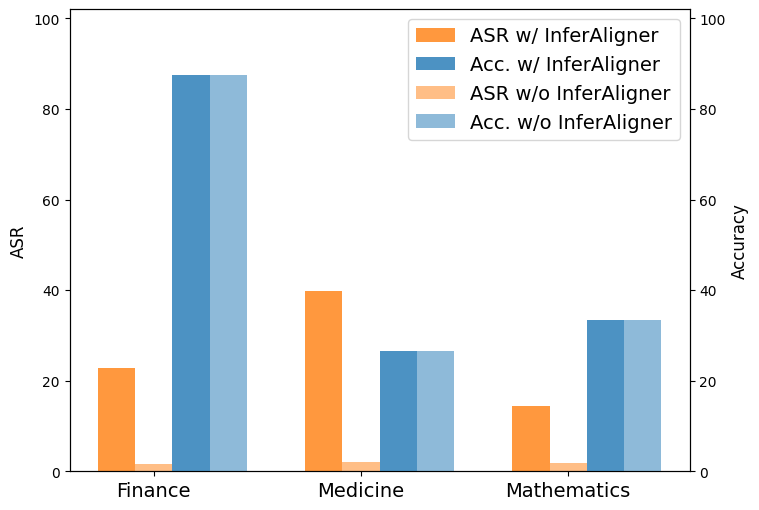 ASR w/ InferAligner
Acc. w/ InferAligner
ASR w/o InferAligner
Acc. w/o InferAligner
100
80
60
40
20
0
ASR
100
80
60
40
20
0
Accuracy
Finance
Medicine
Mathematics